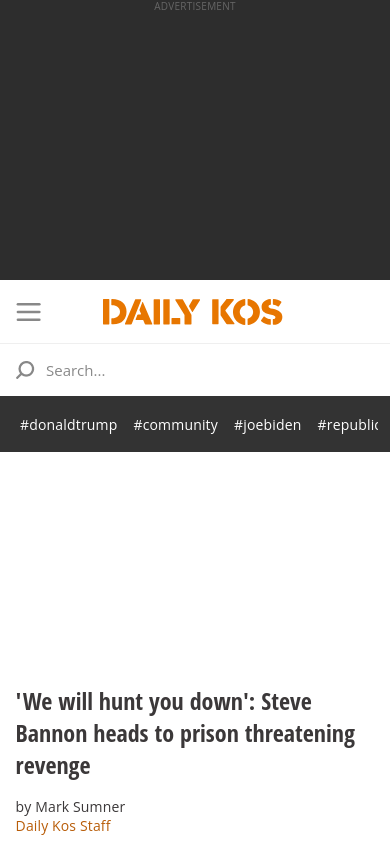 ADVERTISEMENT
DAILY KOS
Search...
#donaldtrump #community #joebiden #republic
'We will hunt you down': Steve
Bannon heads to prison threatening
revenge
by Mark Sumner
Daily Kos Staff